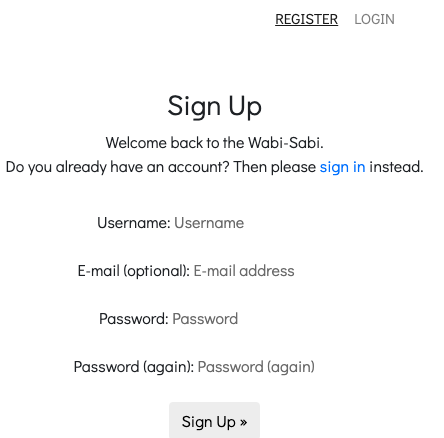 REGISTER LOGIN
Sign Up
Welcome back to the Wabi-Sabi.
Do you already have an account? Then please sign in instead.
Username: Username
E-mail (optional): E-mail address
Password: Password
Password (again): Password (again)
Sign Up »